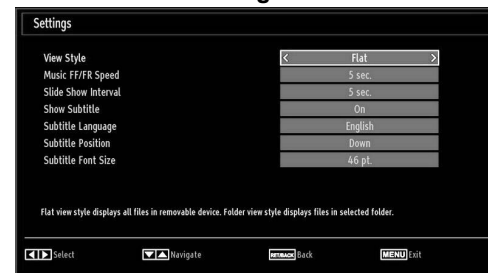 Settings
View Style Flat
Music FF/FR Speed 5 sec.
Slide Show Interval 5 sec.
Show Subtitle On
Subtitle Language English
Subtitle Position Down
Subtitle Font Size 46 pt.
Flat view style displays all files in removable device. Folder view style displays files in selected folder.
Select Navigate RET/BACK Back MENU Exit